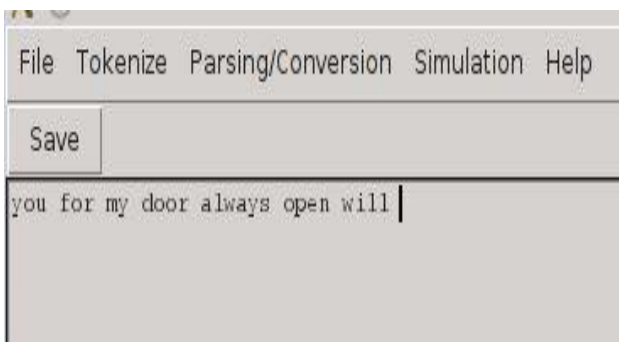 File Tokenize Parsing/Conversion Simulation Help
Save
you for my door always open will